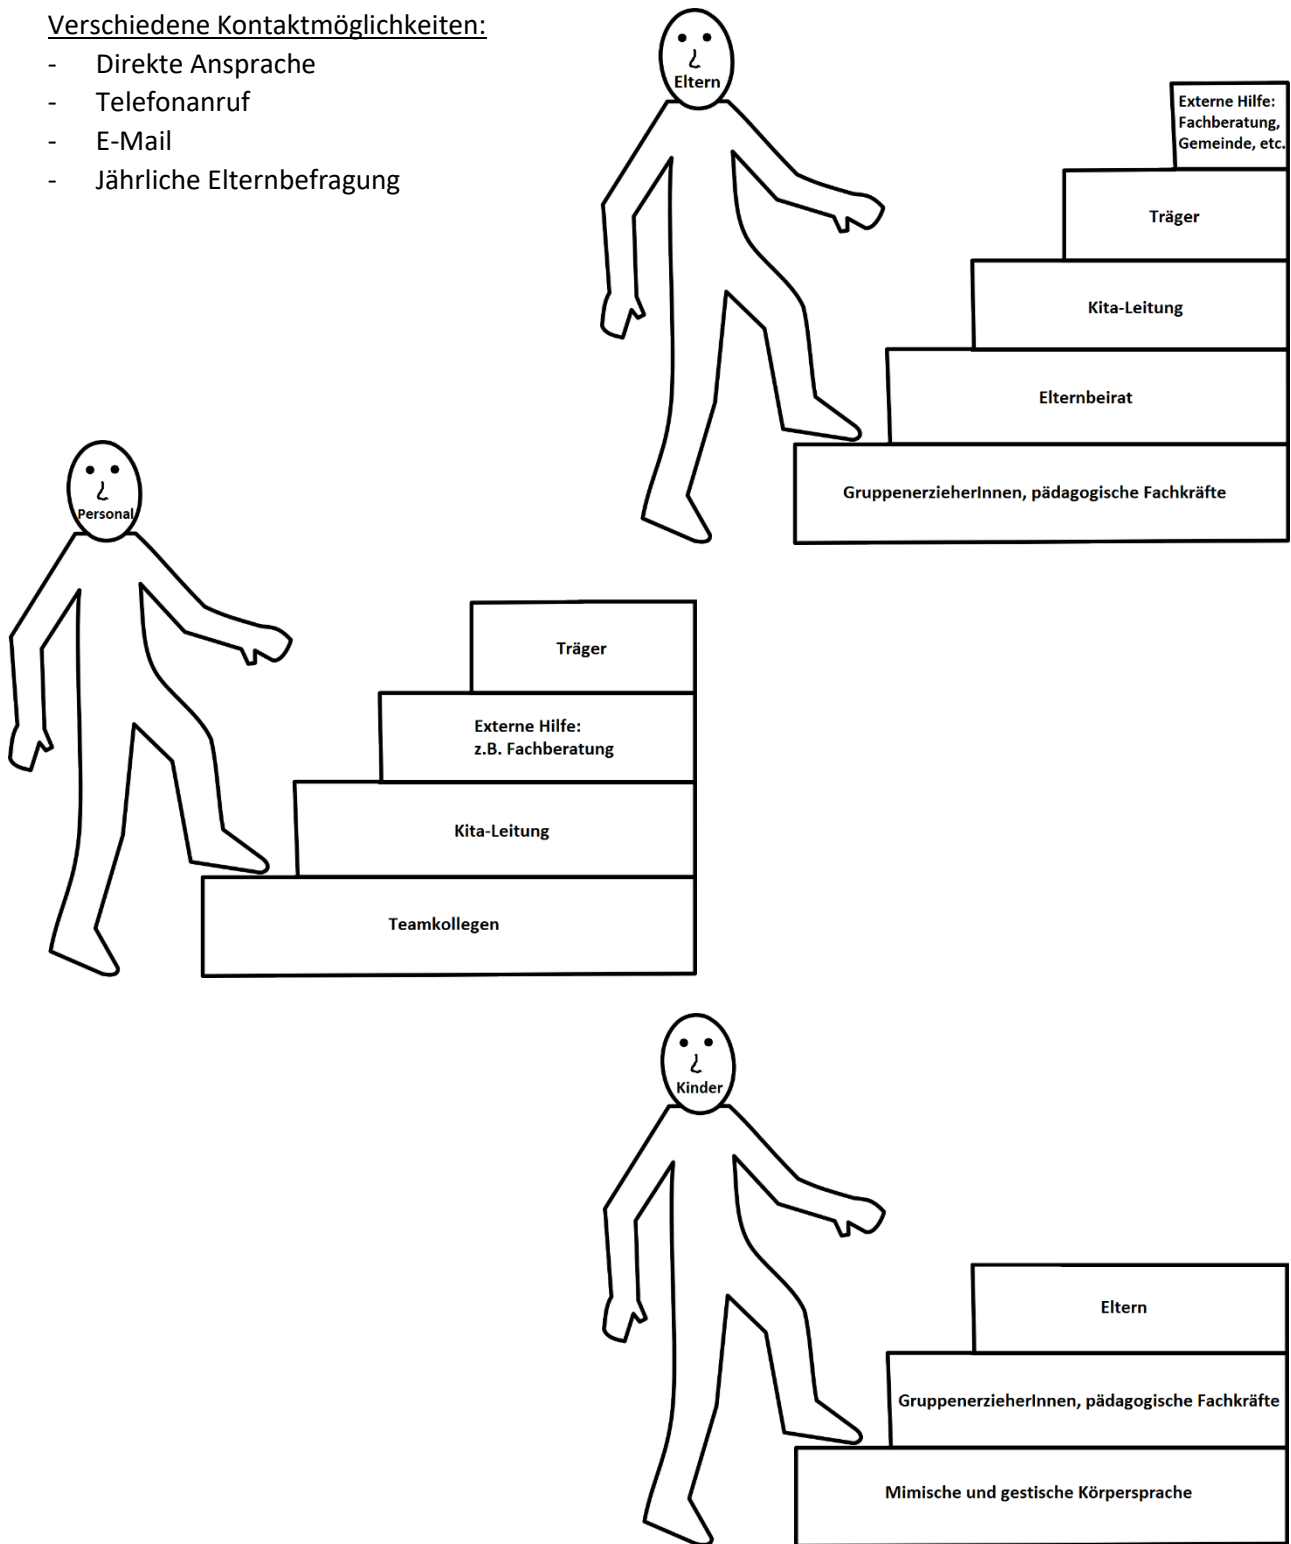 Verschiedene Kontaktmöglichkeiten:
- Direkte Ansprache
- Telefonanruf
- E-Mail
- Jährliche Elternbefragung
Eltern
Externe Hilfe:
Fachberatung,
Gemeinde, etc.
Träger
Kita-Leitung
Elternbeirat
GruppenerzieherInnen, pädagogische Fachkräfte
Personal
Träger
Externe Hilfe:
z.B. Fachberatung
Kita-Leitung
Teamkollegen
Kinder
Eltern
GruppenerzieherInnen, pädagogische Fachkräfte
Mimische und gestische Körpersprache